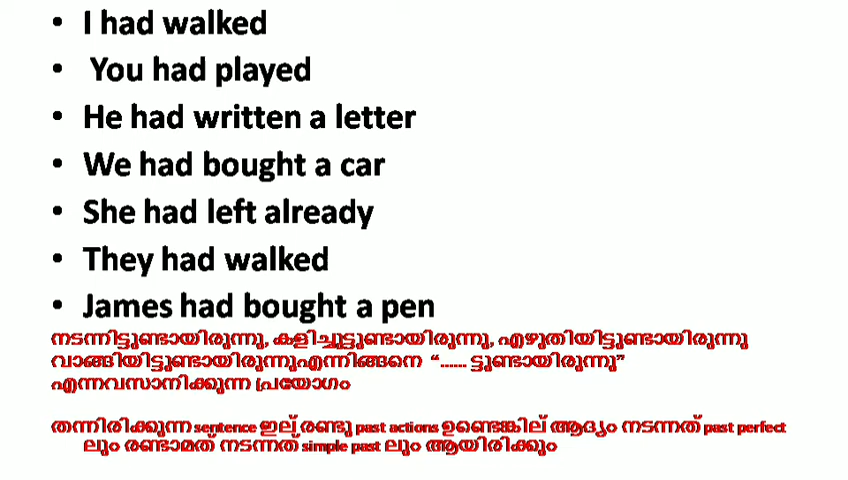 • I had walked
• You had played
• He had written a letter
• We had bought a car
• She had left already
• They had walked
• James had bought a pen
നടന്നിട്ടുണ്ടായിരുന്നു, കളിച്ചുട്ടുണ്ടായിരുന്നു, എഴുതിയിട്ടുണ്ടായിരുന്നു
വാങ്ങിയിട്ടുണ്ടായിരുന്നുഎന്നിങ്ങനെ “...... ട്ടുണ്ടായിരുന്നു”
എന്നവസാനിക്കുന്ന പ്രയോഗം
തന്നിരിക്കുന്ന sentence ഇല് രണ്ടു past actions ഉണ്ടെങ്കില് ആദ്യം നടന്നത് past perfect
ലും രണ്ടാമത് നടന്നത് simple past ലും ആയിരിക്കും